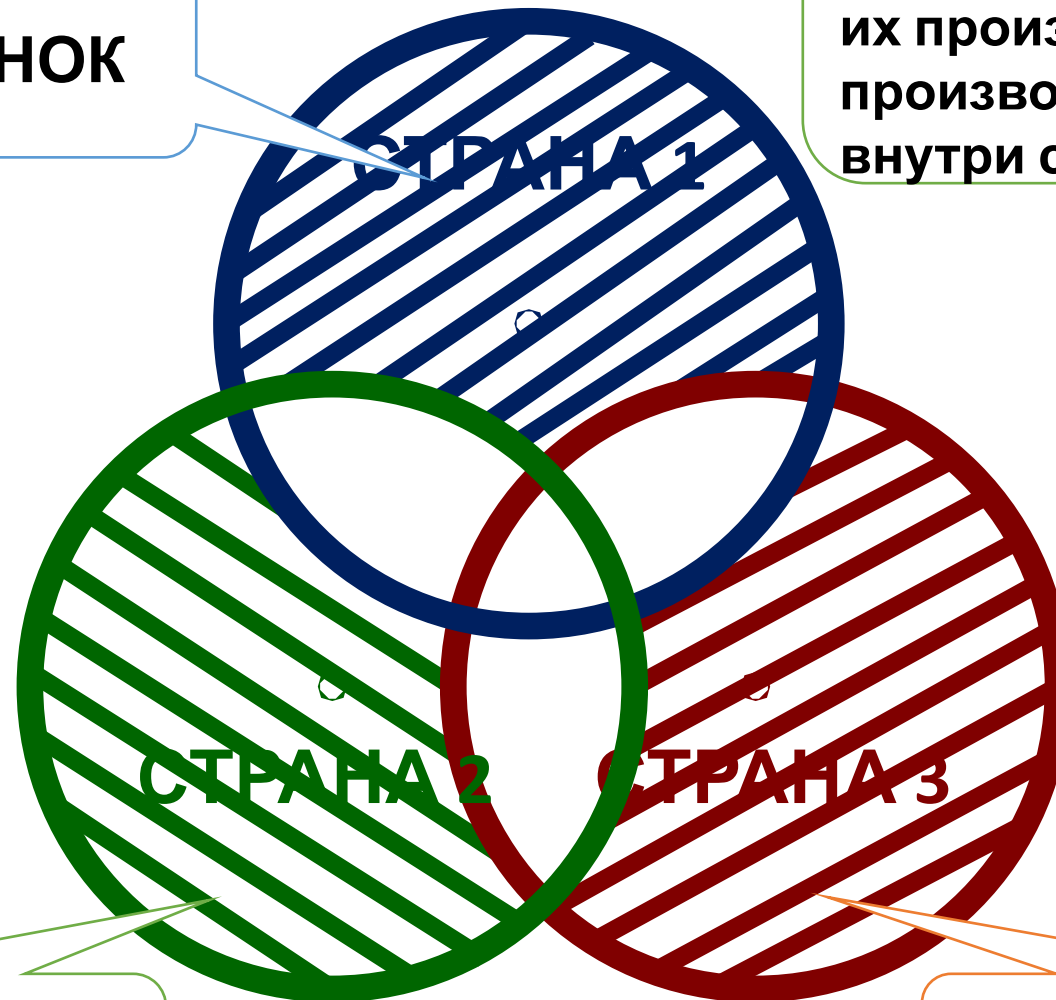 НОК
их произ
произво
внутри с
СТРАНА 1
СТРАНА 2
СТРАНА 3